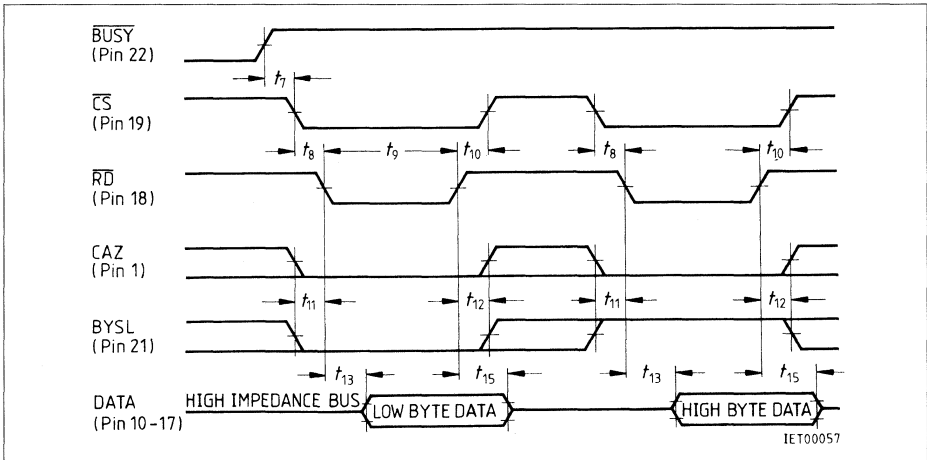 BUSY
(Pin 22)
t7
CS
(Pin 19)
t8 t9 t10 t8 t10
RD
(Pin 18)
CAZ
(Pin 1)
t11 t12 t11 t12
BYSL
(Pin 21)
t13 t15 t13 t15
DATA HIGH IMPEDANCE BUS LOW BYTE DATA HIGH BYTE DATA
(Pin 10-17)
IET00057